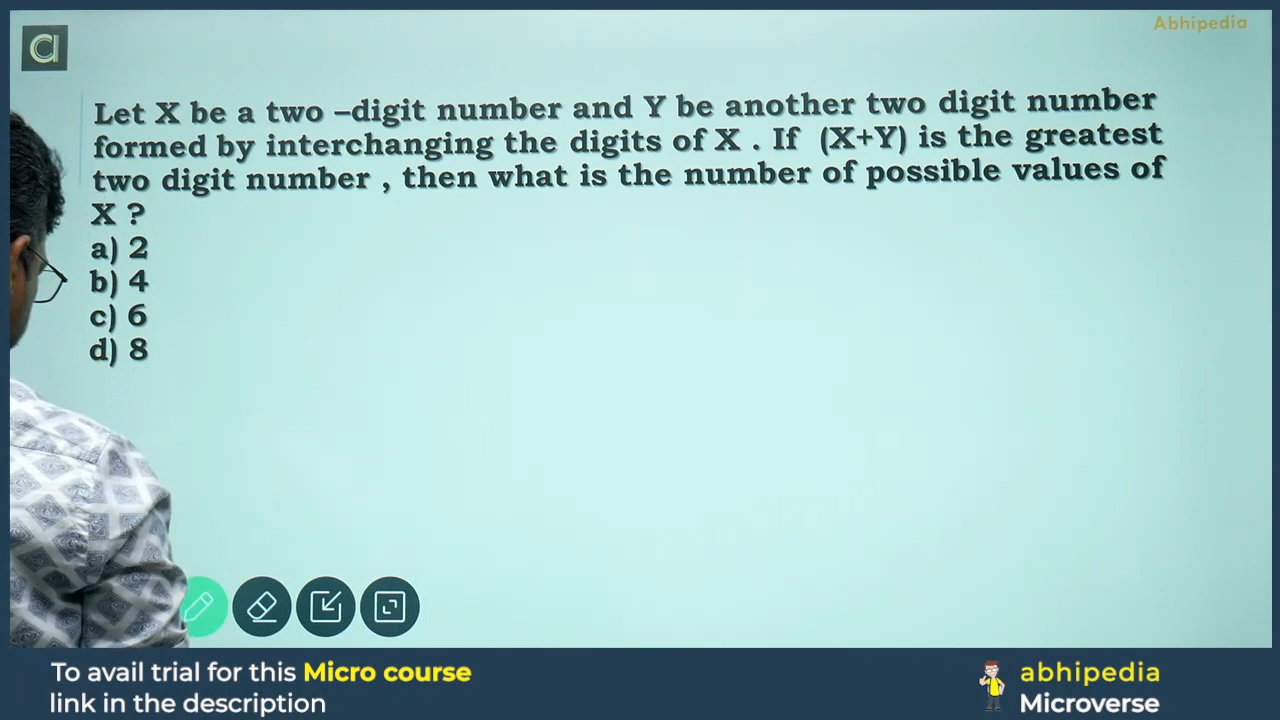 Abhipedia
Let X be a two –digit number and Y be another two digit number
formed by interchanging the digits of X . If (X+Y) is the greatest
two digit number , then what is the number of possible values of
X ?
a) 2
b) 4
c) 6
d) 8
To avail trial for this Micro course
link in the description
abhipedia
Microverse